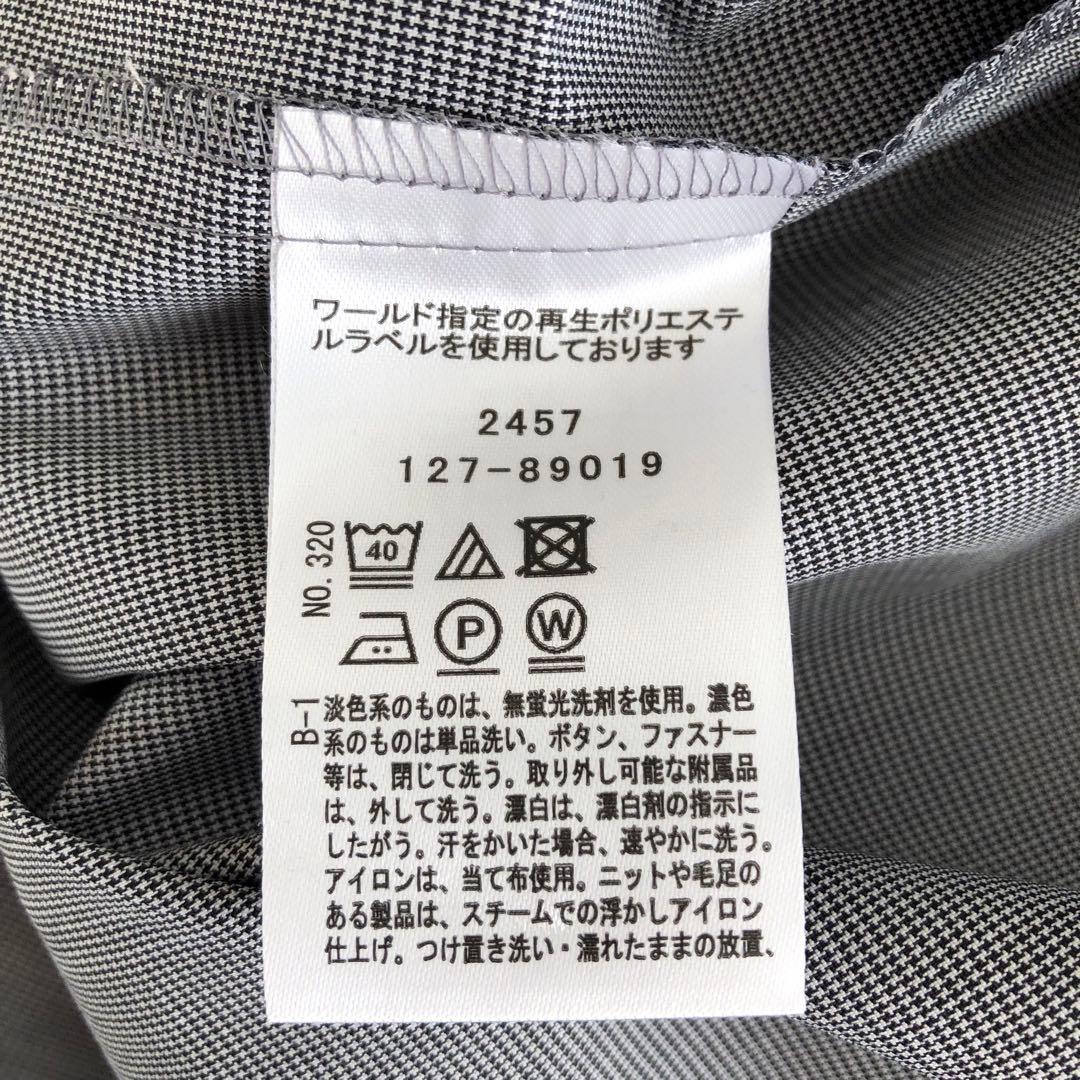 ワールド指定の再生ポリエステ
ルラベルを使用しております
2457
127-89019
NO. 320
40
P
W
B-1
淡色系のものは、無蛍光洗剤を使用。濃色
系のものは単品洗い。ボタン、ファスナー
等は、閉じて洗う。取り外し可能な附属品
は、外して洗う。漂白は、漂白剤の指示に
したがう。汗をかいた場合、速やかに洗う。
アイロンは、当て布使用。ニットや毛足の
ある製品は、スチームでの浮かしアイロン
仕上げ。つけ置き洗い・濡れたままの放置、